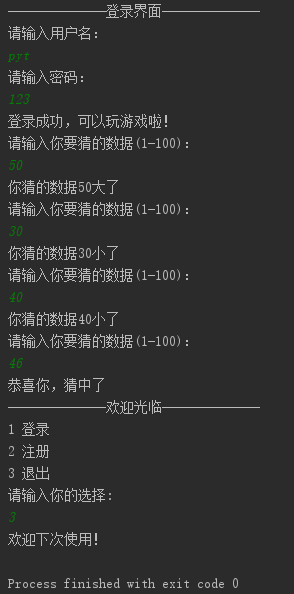 ——————————————登录界面——————————————
请输入用户名:
pyt
请输入密码:
123
登录成功，可以玩游戏啦!
请输入你要猜的数据(1—100):
50
你猜的数据50大了
请输入你要猜的数据(1—100):
30
你猜的数据30小了
请输入你要猜的数据(1—100):
40
你猜的数据40小了
请输入你要猜的数据(1—100):
46
恭喜你，猜中了
——————————————欢迎光临——————————————
1 登录
2 注册
3 退出
请输入你的选择:
3
欢迎下次使用!
Process finished with exit code 0